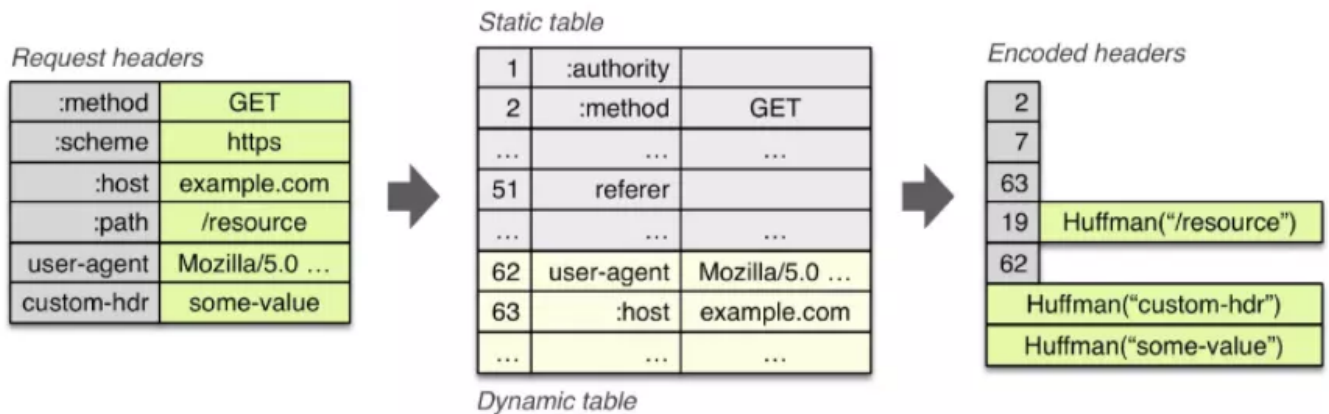 Request headers
:method GET
:scheme https
:host example.com
:path /resource
user-agent Mozilla/5.0 ...
custom-hdr some-value
Static table
1 :authority
2 :method GET
... ... ...
51 referer
... ... ...
62 user-agent Mozilla/5.0 ...
63 :host example.com
... ... ...
Dynamic table
Encoded headers
2
7
63
19 Huffman(“/resource”)
62
Huffman(“custom-hdr”)
Huffman(“some-value”)